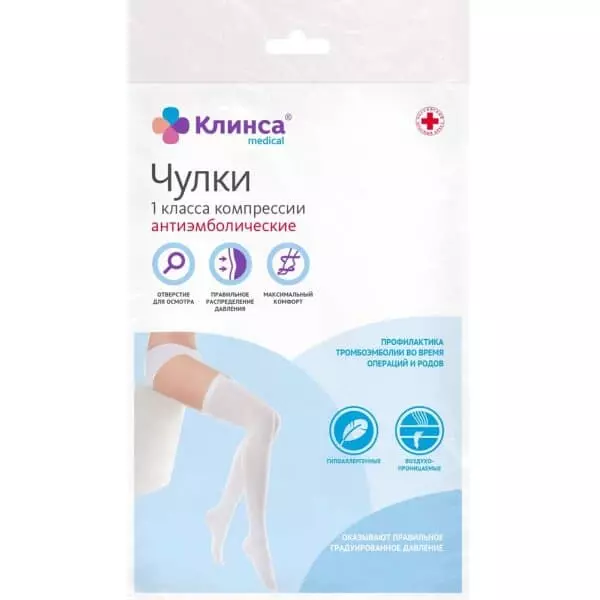 Клинса®
medical
Чулки
1 класса компрессии
антиэмболические
ОТВЕРСТИЕ
ДЛЯ ОСМОТРА
ПРАВИЛЬНОЕ
РАСПРЕДЕЛЕНИЕ
ДАВЛЕНИЯ
МАКСИМАЛЬНЫЙ
КОМФОРТ
ПРОФИЛАКТИКА
ТРОМБОЭМБОЛИИ ВО ВРЕМЯ
ОПЕРАЦИЙ И РОДОВ
ГИПОАЛЛЕРГЕННЫЕ
ВОЗДУХО-
ПРОНИЦАЕМЫЕ
ОКАЗЫВАЮТ ПРАВИЛЬНОЕ
ГРАДУИРОВАННОЕ ДАВЛЕНИЕ